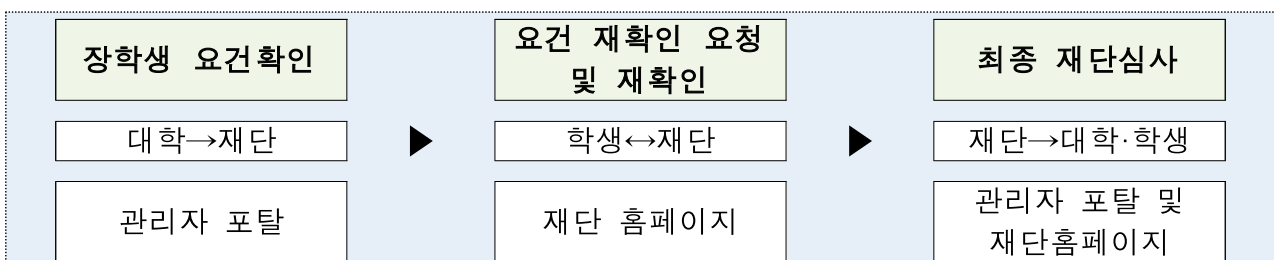 장학생 요건확인
요건 재확인 요청
및 재확인
최종 재단심사
대학→재단
▶
학생↔재단
▶
재단→대학·학생
관리자 포탈
재단 홈페이지
관리자 포탈 및
재단홈페이지